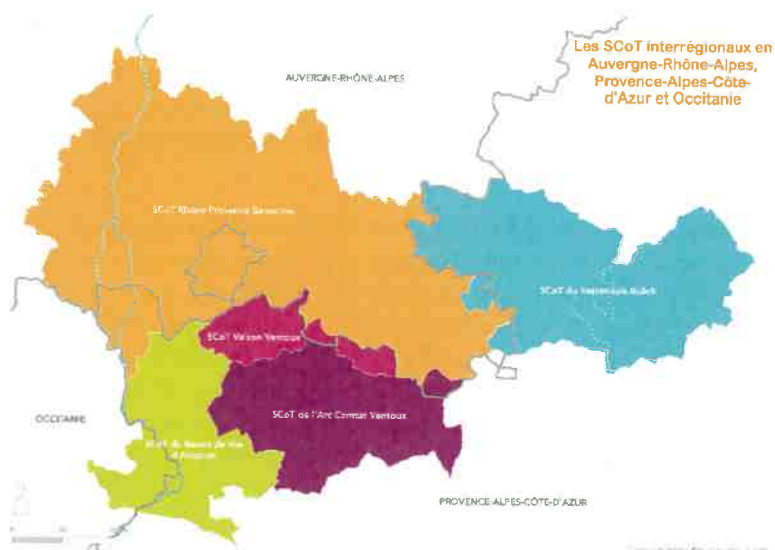 Les SCoT interrégionaux en
Auvergne-Rhône-Alpes,
Provence-Alpes-Côte-
d'Azur et Occitanie
AUVERGNE-RHÔNE-ALPES
SCoT Rhône Provence Baronnies
SCoT du
SCoT Vaison Ventoux
SCoT de l'Arc Comtat Ventoux
OCCITANIE
SCoT du Bassin de Vie
d'Avignon
PROVENCE-ALPES-CÔTE-D'AZUR